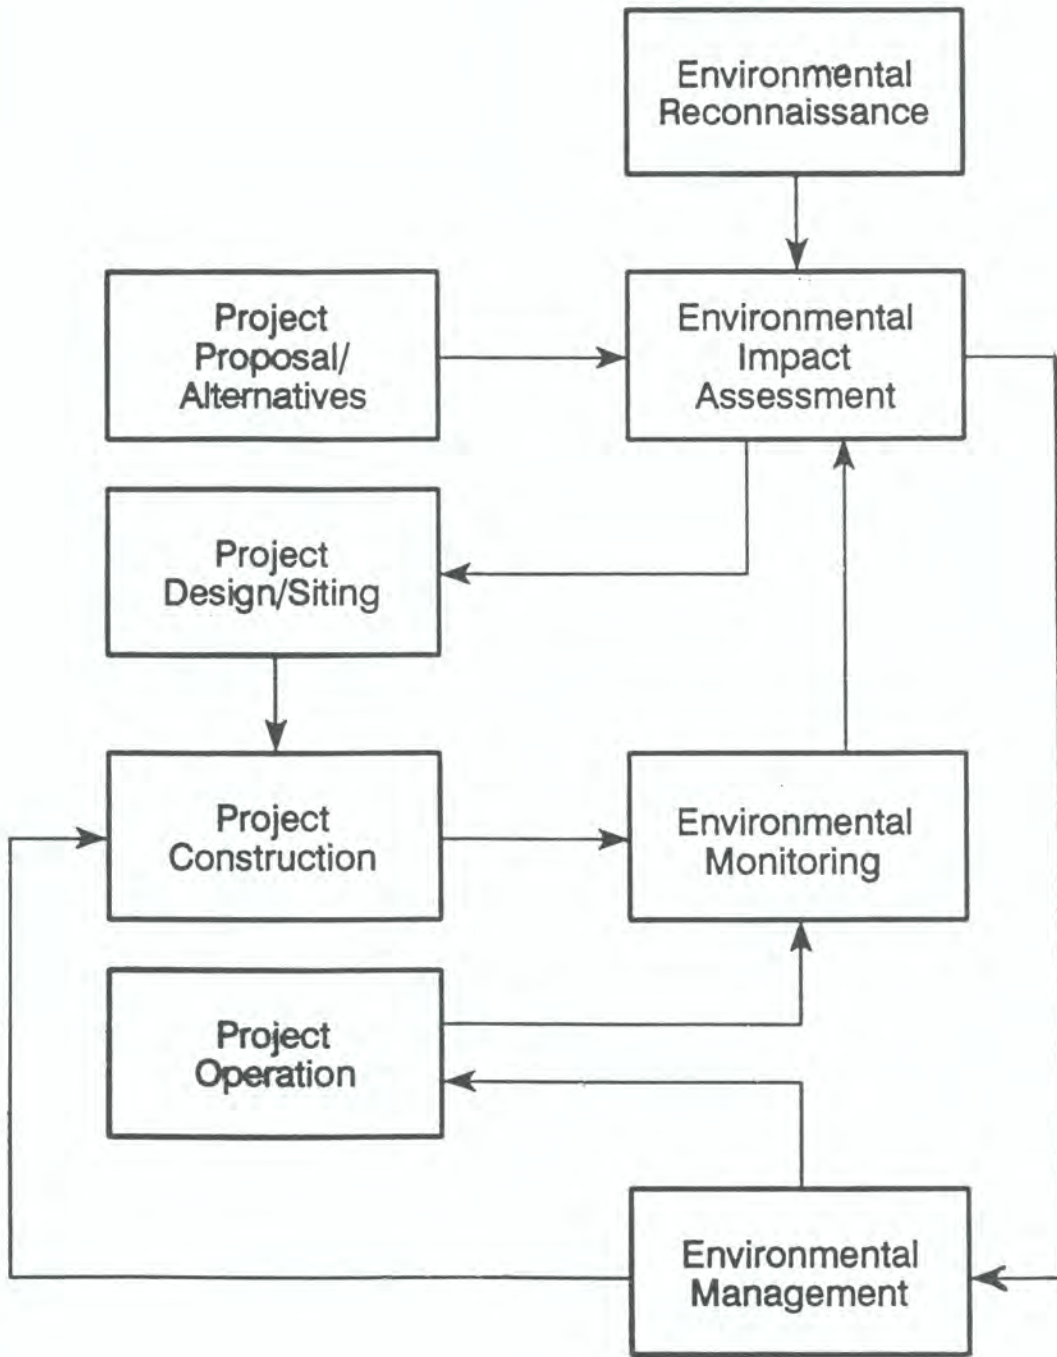 Environmental
Reconnaissance
Project
Proposal/
Alternatives
Environmental
Impact
Assessment
Project
Design/Siting
Project
Construction
Environmental
Monitoring
Project
Operation
Environmental
Management